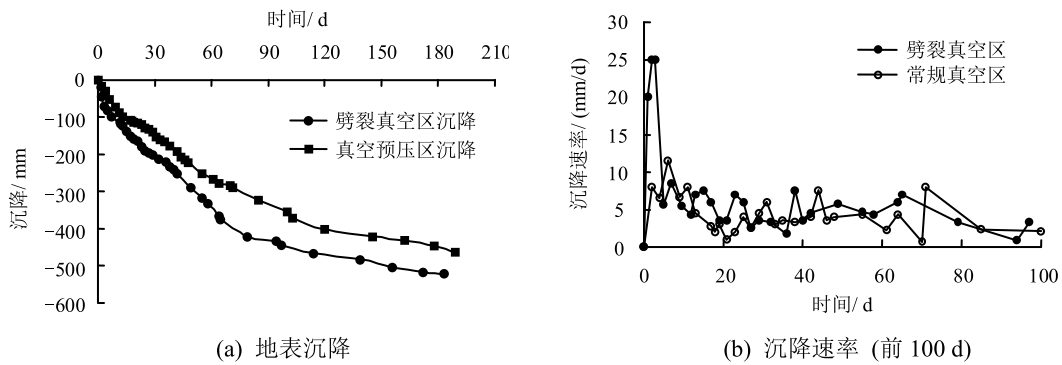 时间/ d
0 30 60 90 120 150 180 210
0
−100
−200
−300
−400
−500
−600
沉降/ mm
劈裂真空区沉降
真空预压区沉降
(a) 地表沉降
30
25
20
15
10
5
0
沉降速率/ (mm/d)
劈裂真空区
常规真空区
0 20 40 60 80 100
时间/ d
(b) 沉降速率 (前 100 d)